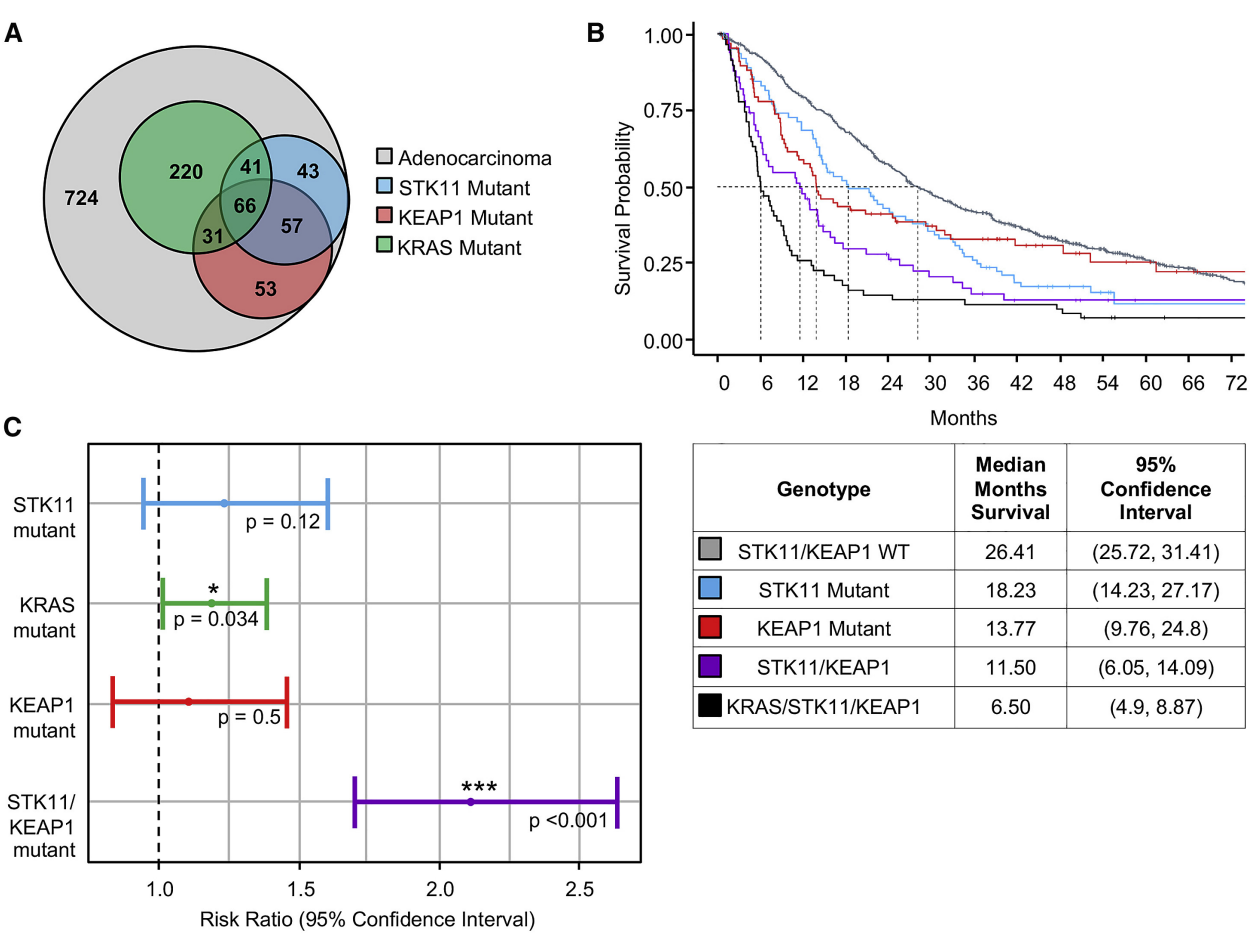 A
724
220
41
43
66
31
57
53
Adenocarcinoma
STK11 Mutant
KEAP1 Mutant
KRAS Mutant
B
Survival Probability
1.00
0.75
0.50
0.25
0.00
0 6 12 18 24 30 36 42 48 54 60 66 72
Months
Genotype
Median
Months
Survival
95%
Confidence
Interval
STK11/KEAP1 WT 26.41 (25.72, 31.41)
STK11 Mutant 18.23 (14.23, 27.17)
KEAP1 Mutant 13.77 (9.76, 24.8)
STK11/KEAP1 11.50 (6.05, 14.09)
KRAS/STK11/KEAP1 6.50 (4.9, 8.87)
C
STK11
mutant
p = 0.12
KRAS
mutant
*
p = 0.034
KEAP1
mutant
p = 0.5
STK11/
KEAP1
mutant
***
p <0.001
1.0 1.5 2.0 2.5
Risk Ratio (95% Confidence Interval)